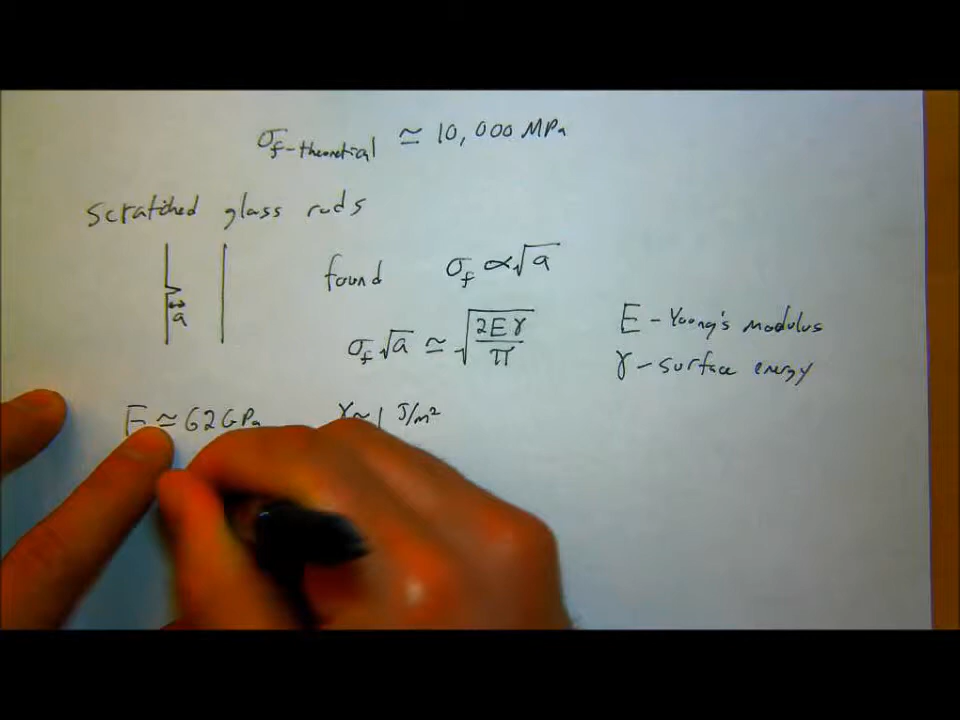 σf-theoretial ≃ 10,000 MPa
scratched glass rods
found σf ∝ √a
a
σf √a ≃ √(2Eγ/π)
E - Young's modulus
γ - surface energy
E ≃ 62 GPa γ ≃ 1 J/m²